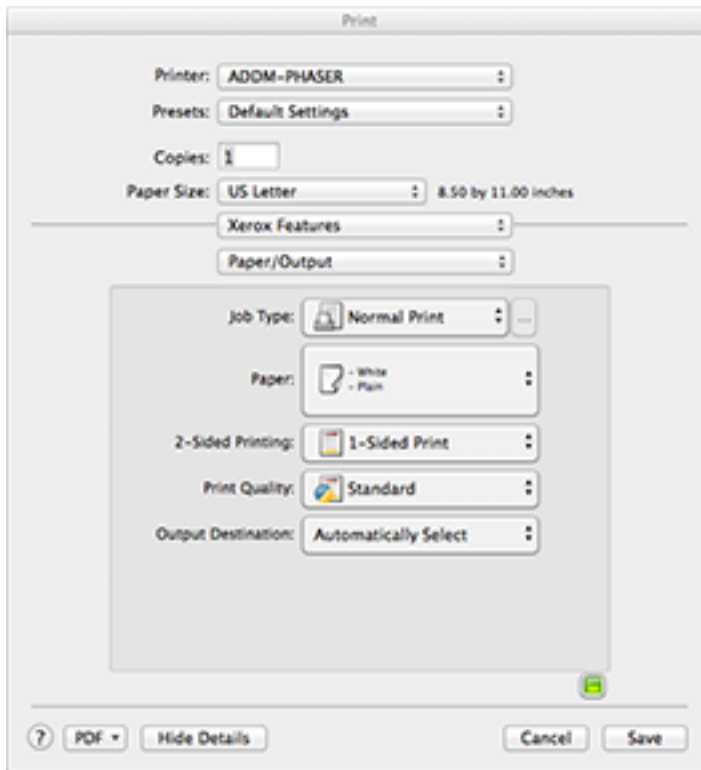 Print
Printer: ADOM-PHASER
Presets: Default Settings
Copies: 1
Paper Size: US Letter 8.50 by 11.00 inches
Xerox Features
Paper/Output
Job Type: Normal Print ...
Paper: - White
- Plain
2-Sided Printing: 1-Sided Print
Print Quality: Standard
Output Destination: Automatically Select
? PDF Hide Details Cancel Save